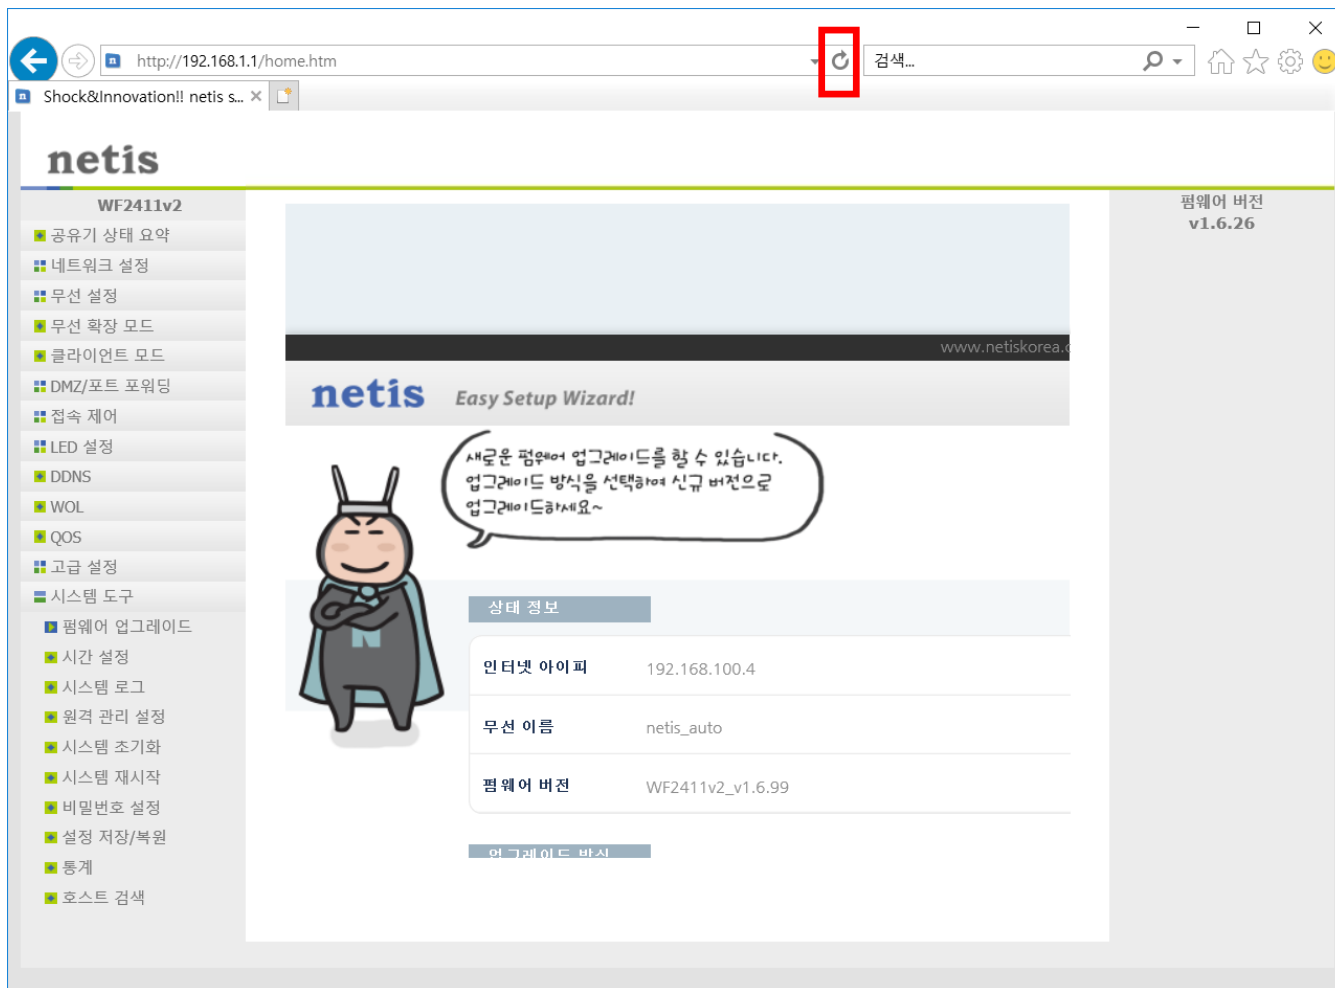 http://192.168.1.1/home.htm
검색...
Shock&Innovation!! netis s...
netis
WF2411v2
공유기 상태 요약
네트워크 설정
무선 설정
무선 확장 모드
클라이언트 모드
DMZ/포트 포워딩
접속 제어
LED 설정
DDNS
WOL
QOS
고급 설정
시스템 도구
펌웨어 업그레이드
시간 설정
시스템 로그
원격 관리 설정
시스템 초기화
시스템 재시작
비밀번호 설정
설정 저장/복원
통계
호스트 검색
www.netiskorea.c
netis Easy Setup Wizard!
새로운 펌웨어 업그레이드를 할 수 있습니다.
업그레이드 방식을 선택하여 신규 버전으로
업그레이드하세요~
N
상태 정보
인터넷 아이피 192.168.100.4
무선 이름 netis_auto
펌웨어 버전 WF2411v2_v1.6.99
업그레이드 방식
펌웨어 버전
v1.6.26